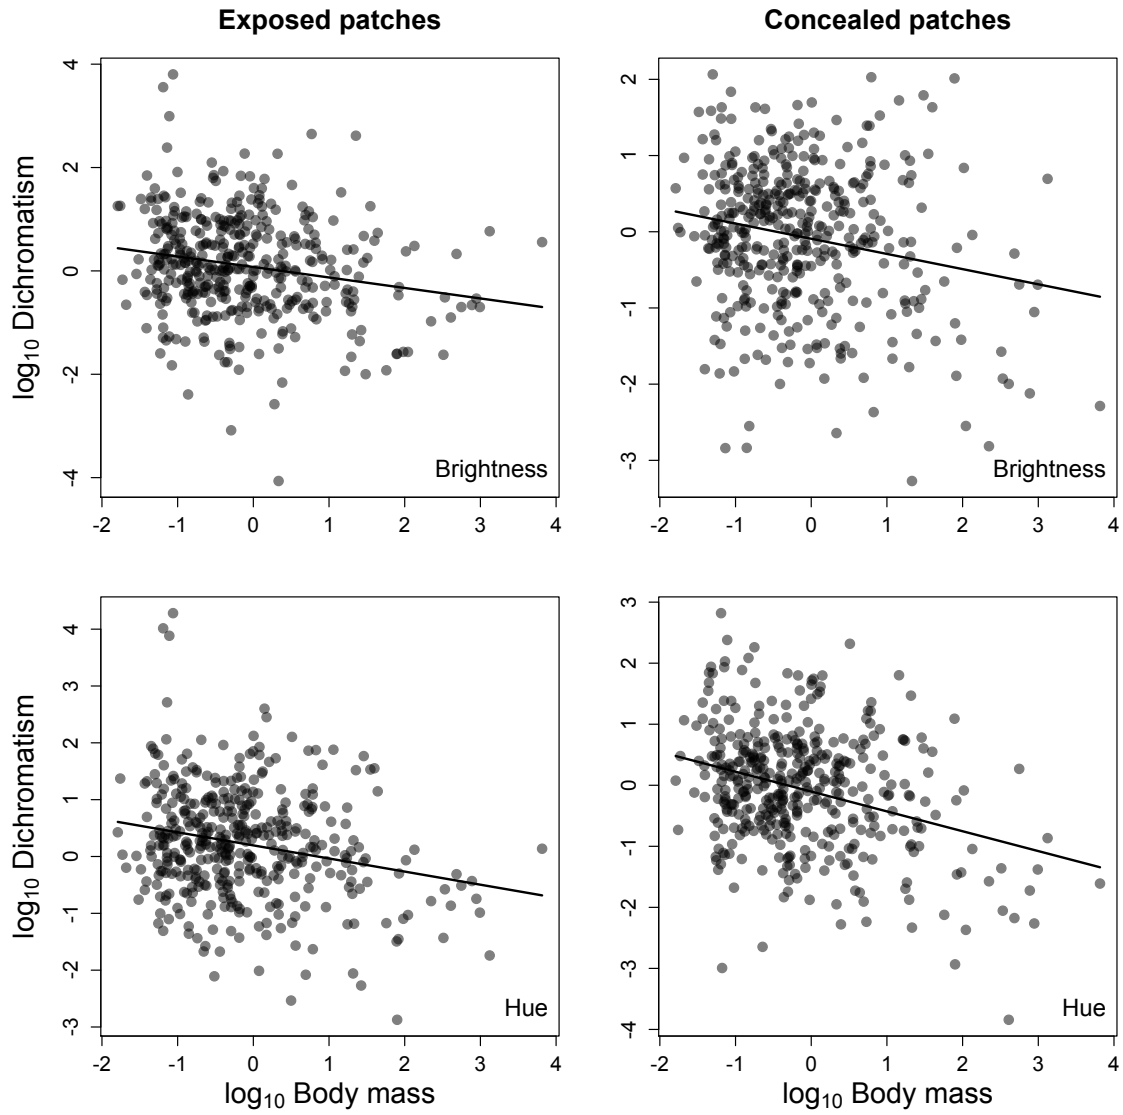 Exposed patches
Concealed patches
log10 Dichromatism
4
2
0
-2
-4
Brightness
-2 -1 0 1 2 3 4
2
1
0
-1
-2
-3
Brightness
-2 -1 0 1 2 3 4
log10 Dichromatism
4
3
2
1
0
-1
-2
-3
Hue
-2 -1 0 1 2 3 4
log10 Body mass
3
2
1
0
-1
-2
-3
-4
Hue
-2 -1 0 1 2 3 4
log10 Body mass